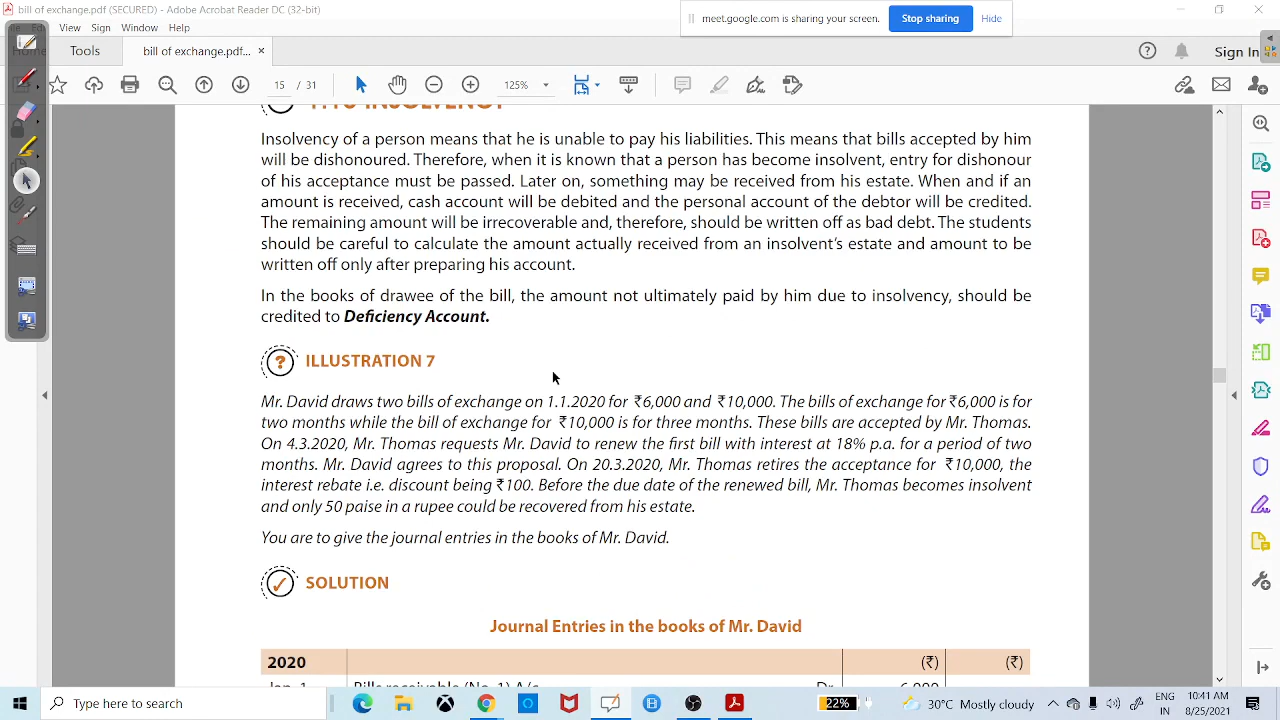 bill of exchange.pdf (SECURED) - Adobe Acrobat Reader DC (32-bit)
meet.google.com is sharing your screen. Stop sharing Hide
View Sign Window Help
Tools bill of exchange.pdf... × Sign In
15 / 31 125%
1.10 INSOLVENCY
Insolvency of a person means that he is unable to pay his liabilities. This means that bills accepted by him
will be dishonoured. Therefore, when it is known that a person has become insolvent, entry for dishonour
of his acceptance must be passed. Later on, something may be received from his estate. When and if an
amount is received, cash account will be debited and the personal account of the debtor will be credited.
The remaining amount will be irrecoverable and, therefore, should be written off as bad debt. The students
should be careful to calculate the amount actually received from an insolvent's estate and amount to be
written off only after preparing his account.
In the books of drawee of the bill, the amount not ultimately paid by him due to insolvency, should be
credited to Deficiency Account.
? ILLUSTRATION 7
Mr. David draws two bills of exchange on 1.1.2020 for ₹6,000 and ₹10,000. The bills of exchange for ₹6,000 is for
two months while the bill of exchange for ₹10,000 is for three months. These bills are accepted by Mr. Thomas.
On 4.3.2020, Mr. Thomas requests Mr. David to renew the first bill with interest at 18% p.a. for a period of two
months. Mr. David agrees to this proposal. On 20.3.2020, Mr. Thomas retires the acceptance for ₹10,000, the
interest rebate i.e. discount being ₹100. Before the due date of the renewed bill, Mr. Thomas becomes insolvent
and only 50 paise in a rupee could be recovered from his estate.
You are to give the journal entries in the books of Mr. David.
SOLUTION
Journal Entries in the books of Mr. David
2020 (₹) (₹)
Jan. 1 Bills receivable (No. 1) A/c Dr. 6,000
Type here to search 22% 30°C Mostly cloudy ENG IN 10:41 AM 8/25/2021